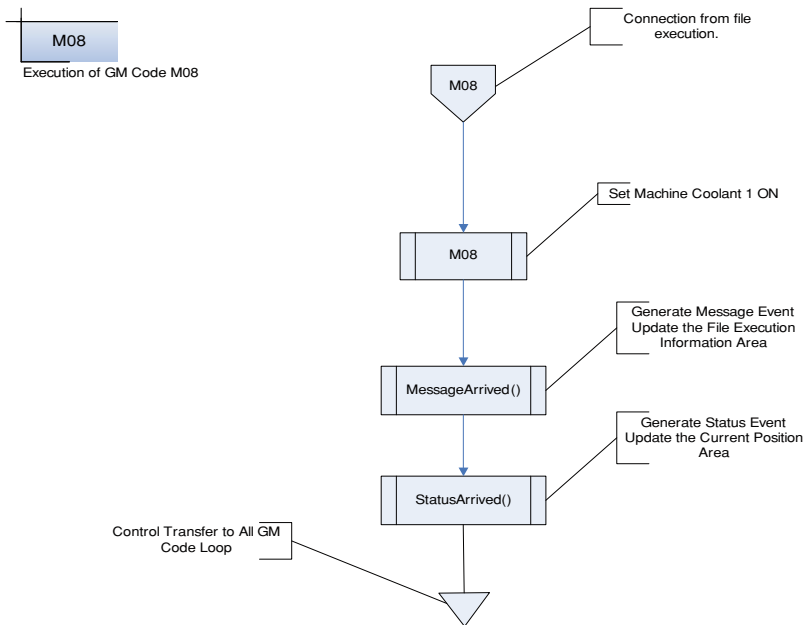 M08
Execution of GM Code M08
Connection from file
execution.
M08
Set Machine Coolant 1 ON
M08
Generate Message Event
Update the File Execution
Information Area
MessageArrived()
Generate Status Event
Update the Current Position
Area
StatusArrived()
Control Transfer to All GM
Code Loop